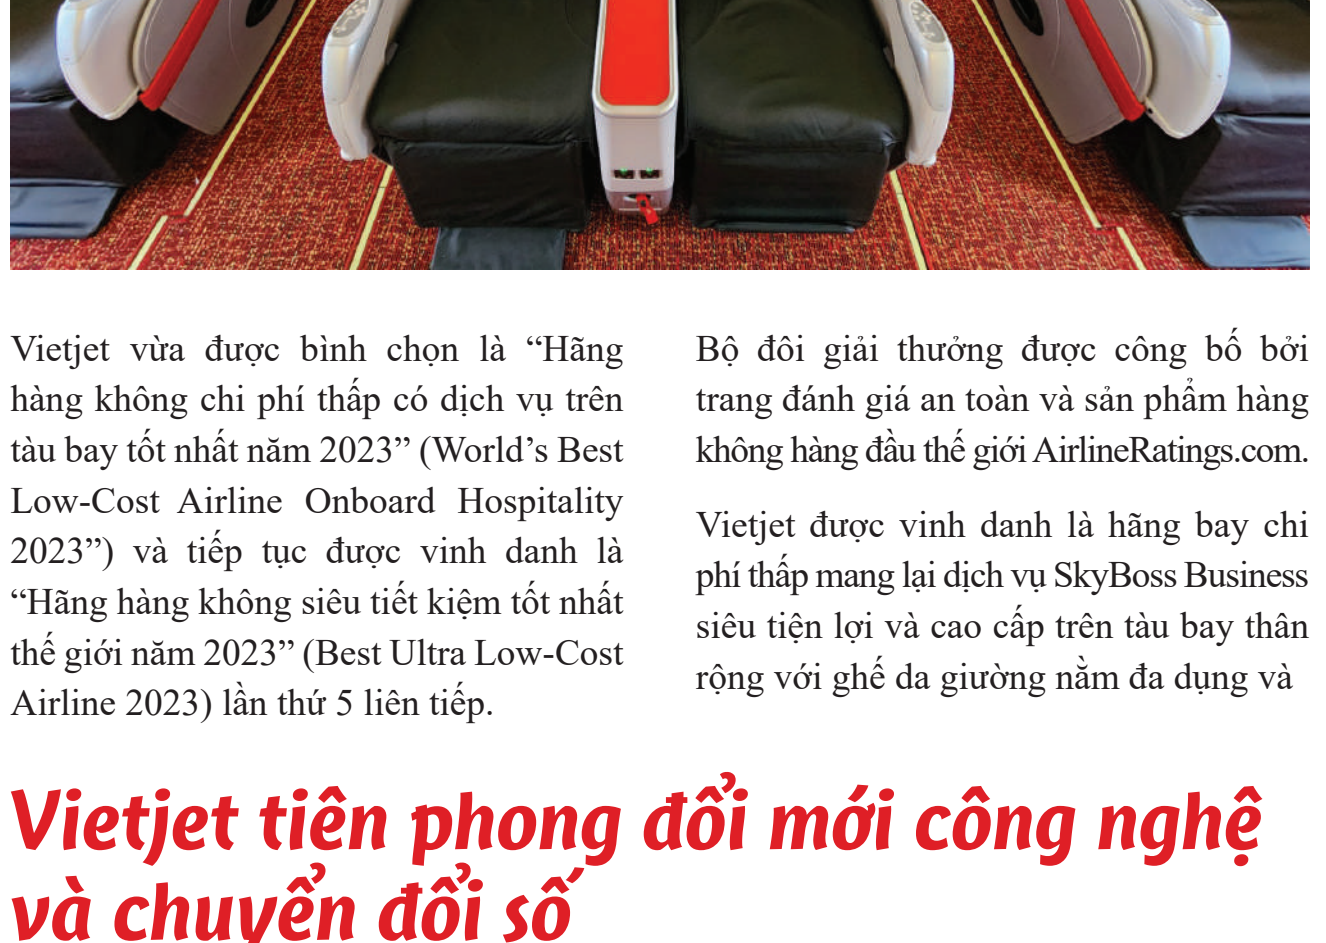 Vietjet vừa được bình chọn là “Hãng
hàng không chi phí thấp có dịch vụ trên
tàu bay tốt nhất năm 2023” (World’s Best
Low-Cost Airline Onboard Hospitality
2023”) và tiếp tục được vinh danh là
“Hãng hàng không siêu tiết kiệm tốt nhất
thế giới năm 2023” (Best Ultra Low-Cost
Airline 2023) lần thứ 5 liên tiếp.
Bộ đôi giải thưởng được công bố bởi
trang đánh giá an toàn và sản phẩm hàng
không hàng đầu thế giới AirlineRatings.com.
Vietjet được vinh danh là hãng bay chi
phí thấp mang lại dịch vụ SkyBoss Business
siêu tiện lợi và cao cấp trên tàu bay thân
rộng với ghế da giường nằm đa dụng và
Vietjet tiên phong đổi mới công nghệ
và chuyển đổi số